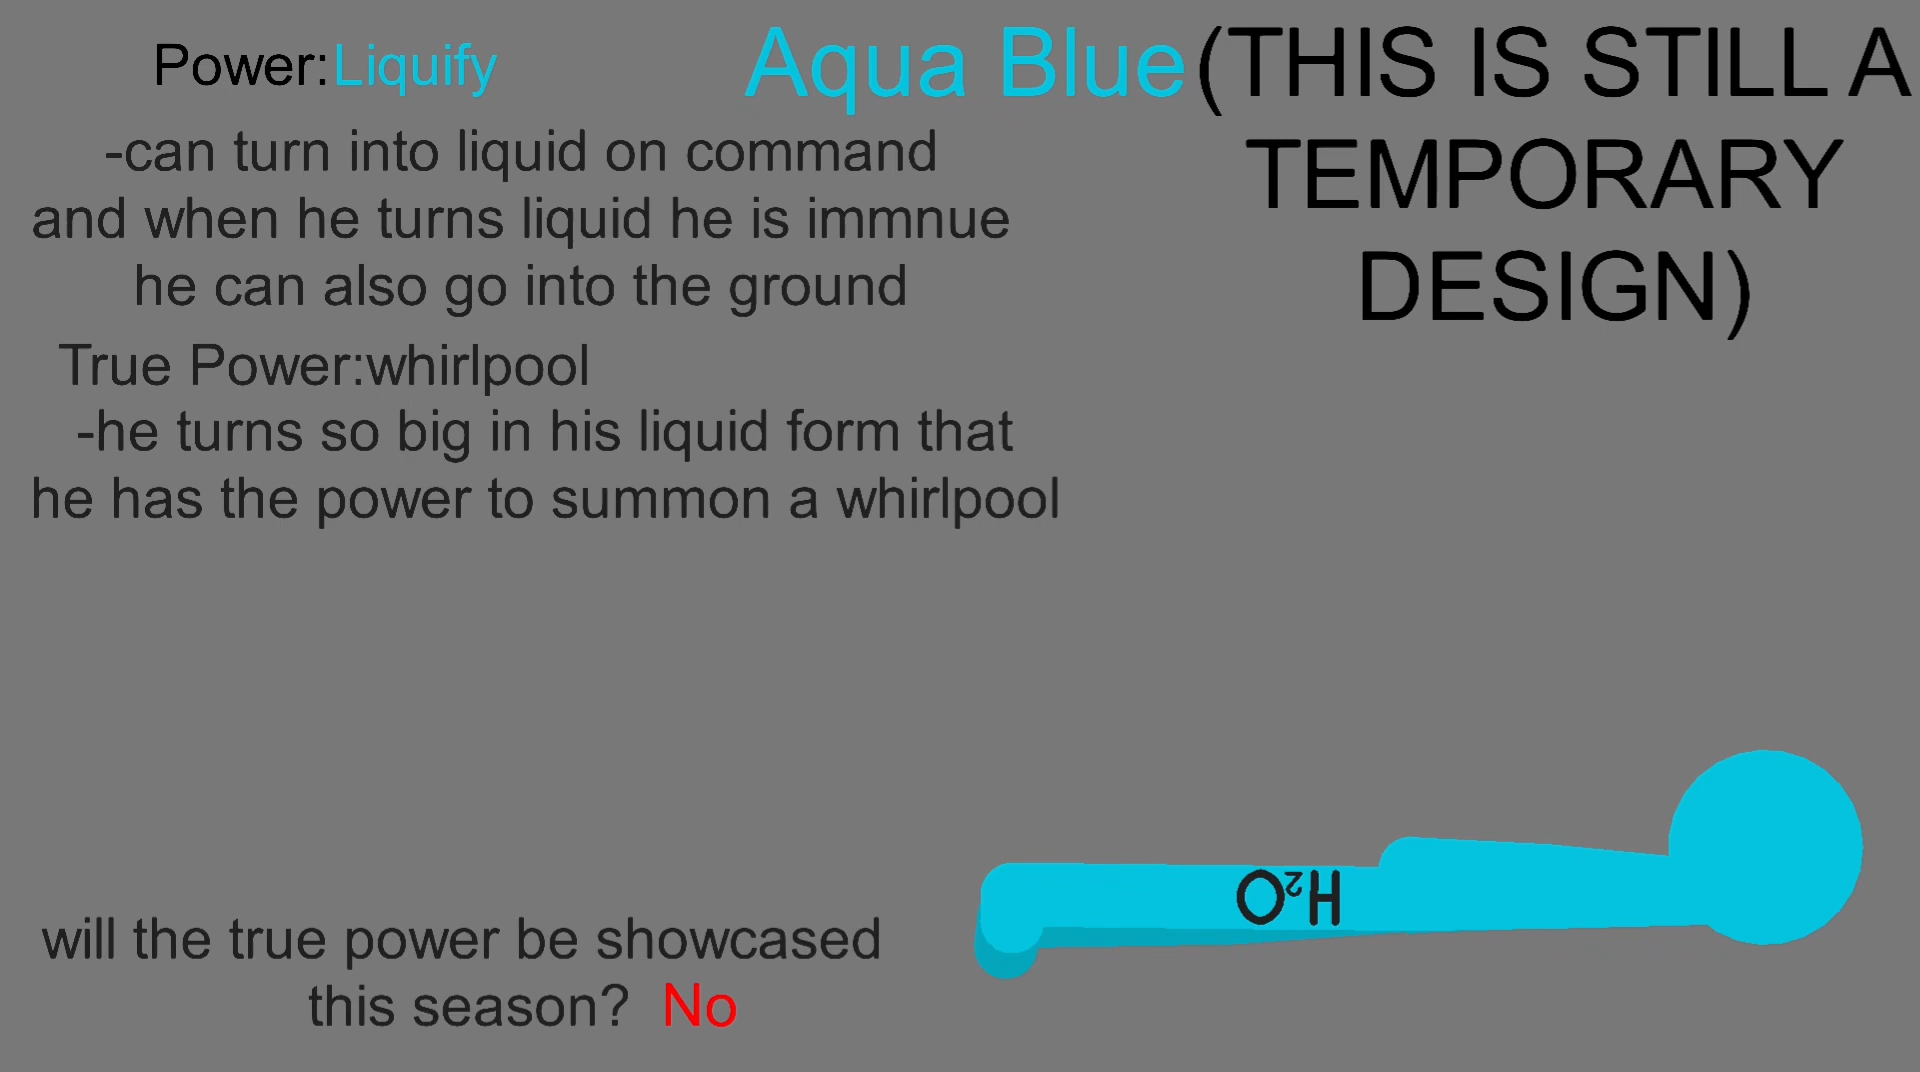 Power:Liquify
-can turn into liquid on command
and when he turns liquid he is immnue
he can also go into the ground
True Power:whirlpool
-he turns so big in his liquid form that
he has the power to summon a whirlpool
Aqua Blue(THIS IS STILL A
TEMPORARY
DESIGN)
H₂O
will the true power be showcased
this season? No